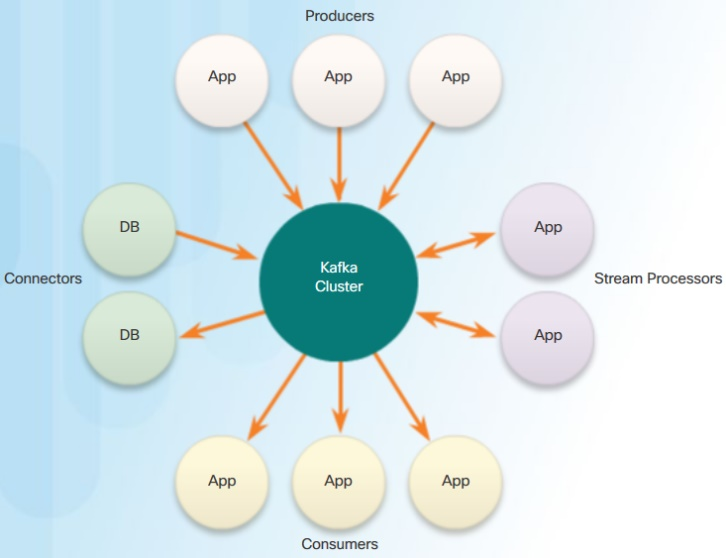 Producers
App
App
App
DB
App
Kafka
Cluster
Connectors
Stream Processors
DB
App
App
App
App
Consumers